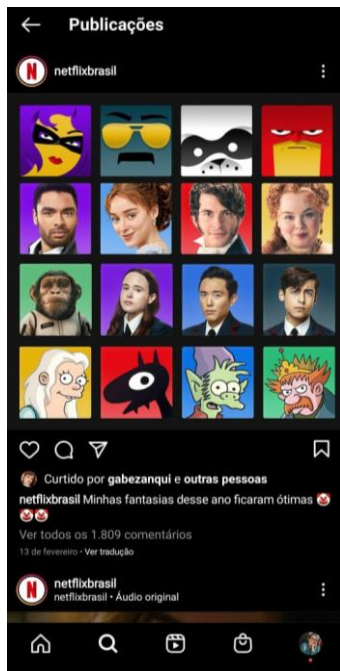 Publicações
netflixbrasil
Curtido por gabezanqui e outras pessoas
netflixbrasil Minhas fantasias desse ano ficaram ótimas 🤡
🤡🤡
Ver todos os 1.809 comentários
13 de fevereiro • Ver tradução
netflixbrasil
netflixbrasil • Áudio original